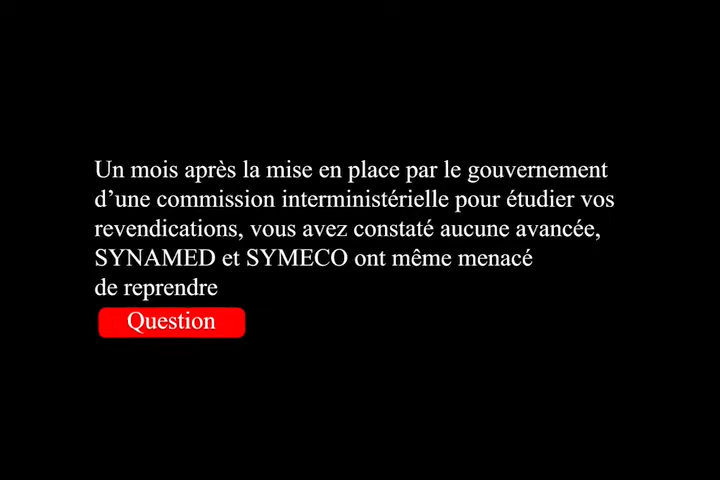 Un mois après la mise en place par le gouvernement
d’une commission interministérielle pour étudier vos
revendications, vous avez constaté aucune avancée,
SYNAMED et SYMECO ont même menacé
de reprendre
Question